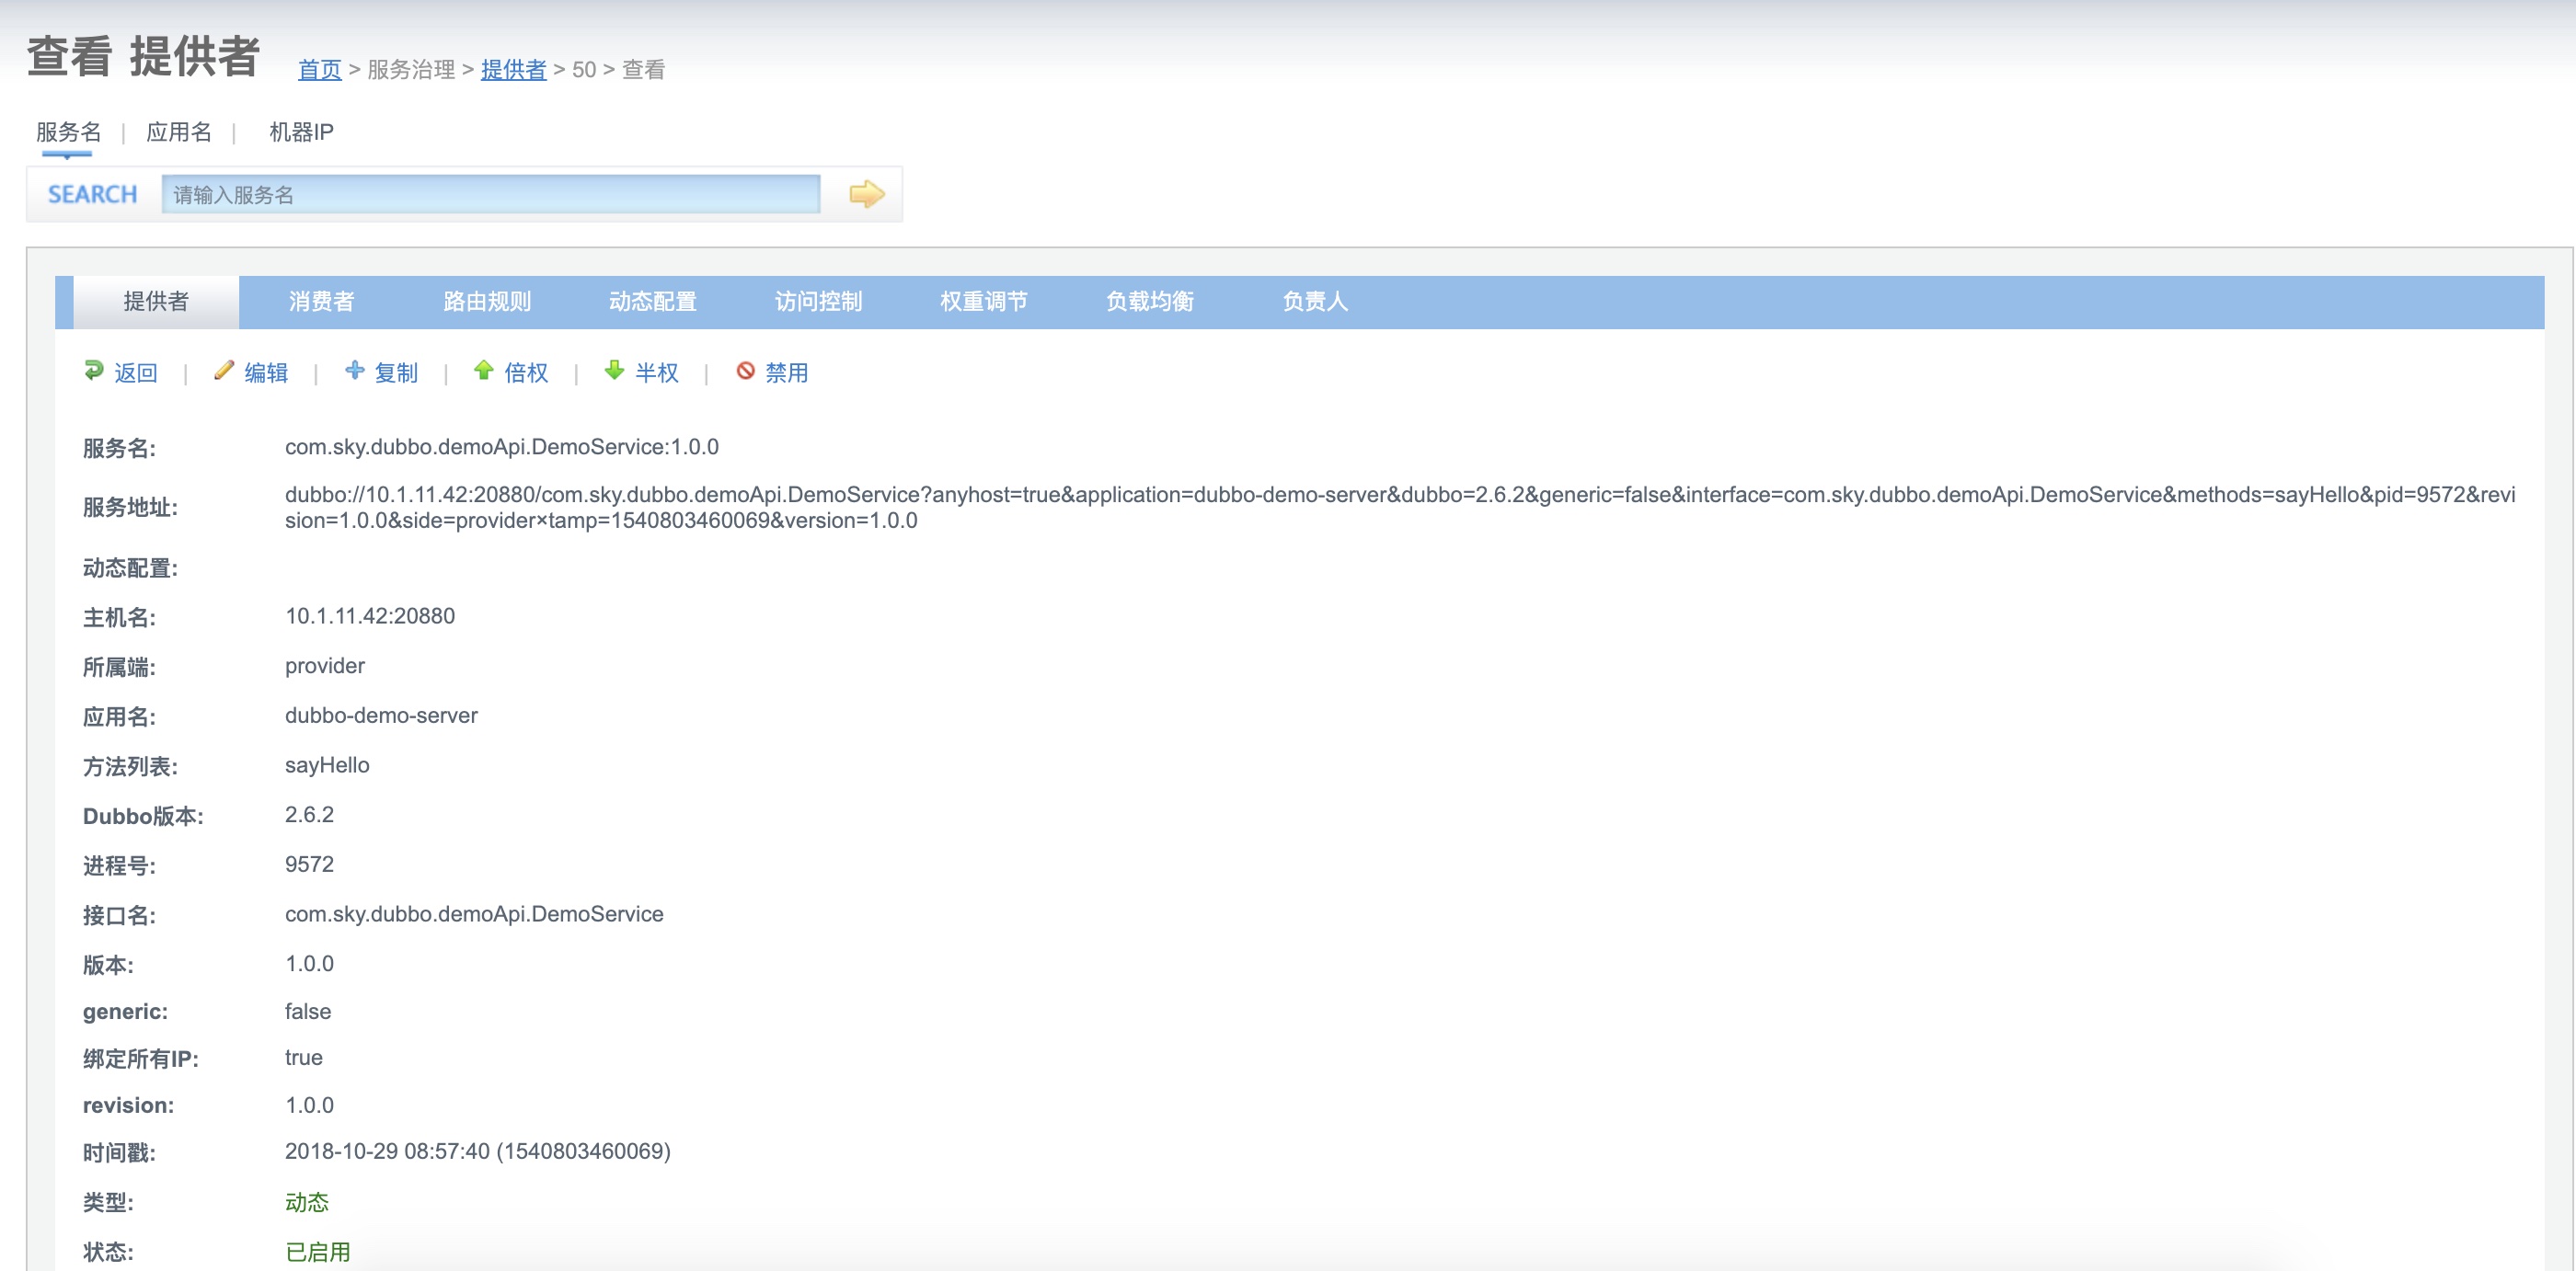 查看 提供者 首页 > 服务治理 > 提供者 > 50 > 查看
服务名 | 应用名 | 机器IP
SEARCH 请输入服务名
提供者 消费者 路由规则 动态配置 访问控制 权重调节 负载均衡 负责人
返回 | 编辑 | 复制 | 倍权 | 半权 | 禁用
服务名: com.sky.dubbo.demoApi.DemoService:1.0.0
服务地址: dubbo://10.1.11.42:20880/com.sky.dubbo.demoApi.DemoService?anyhost=true&application=dubbo-demo-server&dubbo=2.6.2&generic=false&interface=com.sky.dubbo.demoApi.DemoService&methods=sayHello&pid=9572&revi
sion=1.0.0&side=provider×tamp=1540803460069&version=1.0.0
动态配置:
主机名: 10.1.11.42:20880
所属端: provider
应用名: dubbo-demo-server
方法列表: sayHello
Dubbo版本: 2.6.2
进程号: 9572
接口名: com.sky.dubbo.demoApi.DemoService
版本: 1.0.0
generic: false
绑定所有IP: true
revision: 1.0.0
时间戳: 2018-10-29 08:57:40 (1540803460069)
类型: 动态
状态: 已启用